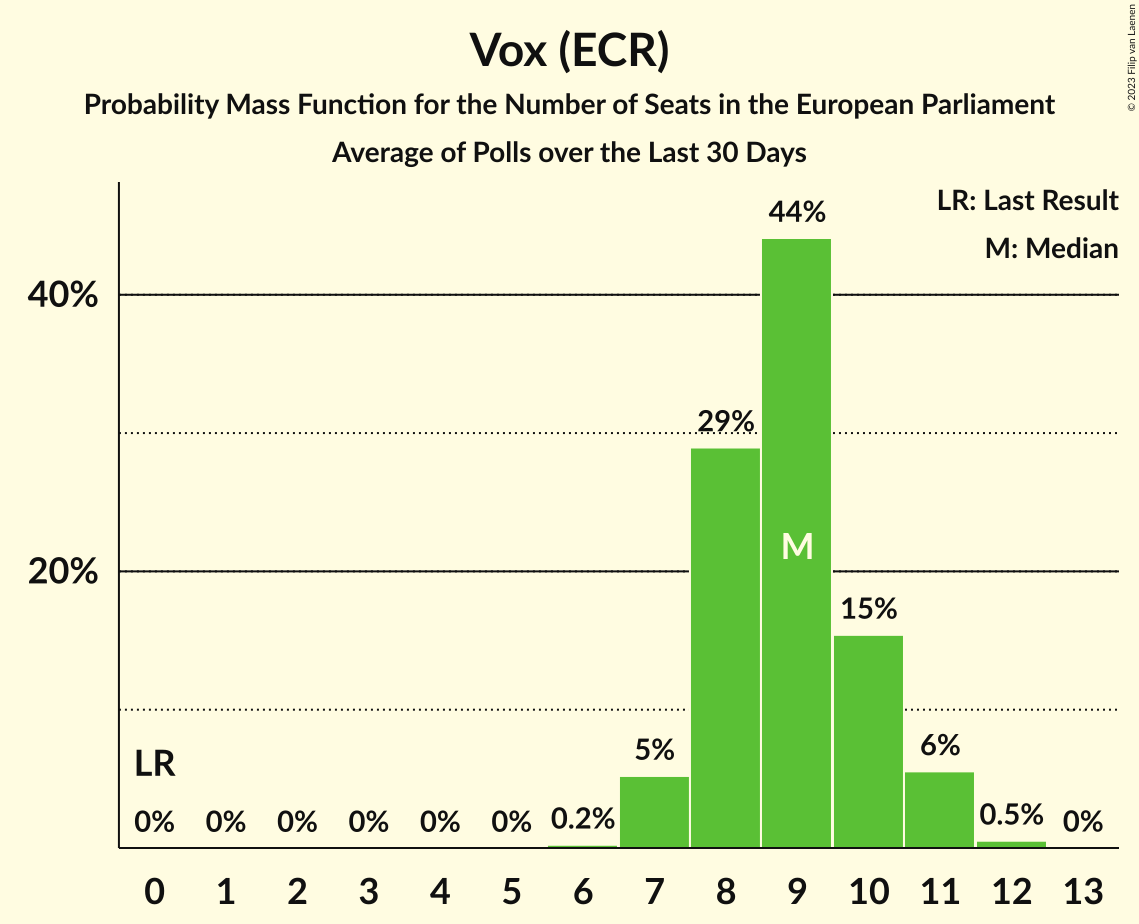 Vox (ECR)
Probability Mass Function for the Number of Seats in the European Parliament
Average of Polls over the Last 30 Days
© 2023 Filip van Laenen
LR: Last Result
M: Median
44%
40%
29%
M
20%
15%
LR
5%
6%
0% 0% 0% 0% 0% 0% 0.2% 0.5% 0%
0 1 2 3 4 5 6 7 8 9 10 11 12 13